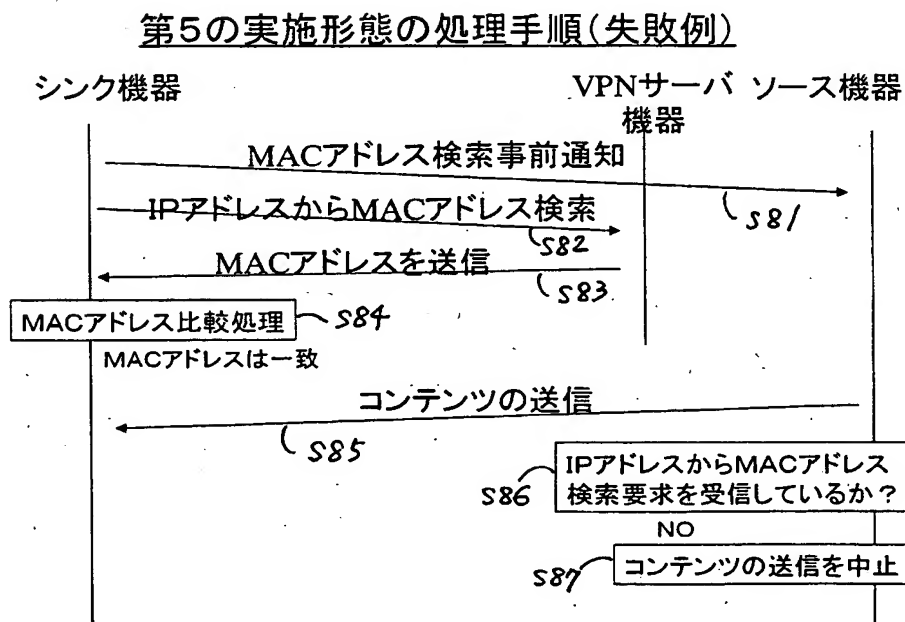 第5の実施形態の処理手順(失敗例)
シンク機器
VPNサーバ
機器
ソース機器
MACアドレス検索事前通知
S81
IPアドレスからMACアドレス検索
S82
MACアドレスを送信
S83
MACアドレス比較処理
S84
MACアドレスは一致
コンテンツの送信
S85
IPアドレスからMACアドレス
検索要求を受信しているか?
S86
NO
コンテンツの送信を中止
S87